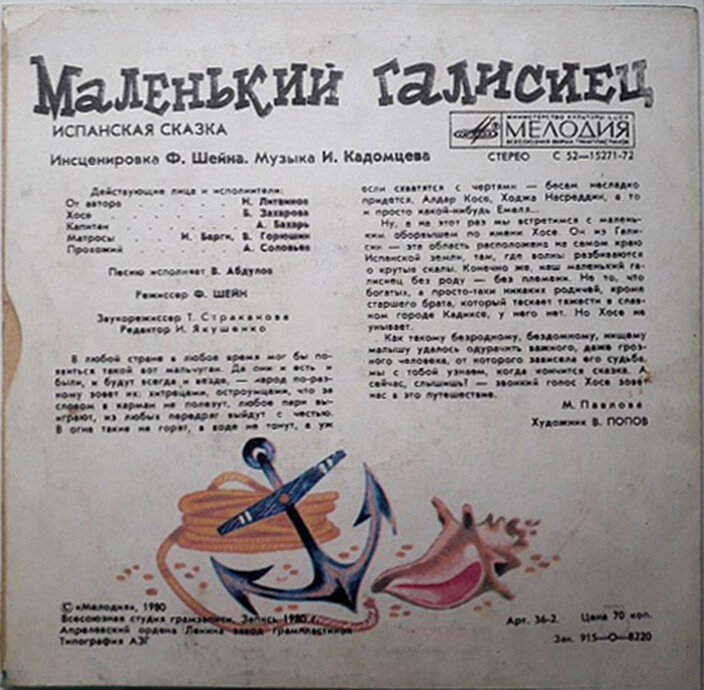 Маленький галисиец
ИСПАНСКАЯ СКАЗКА
Инсценировка Ф. Шейна. Музыка И. Кадомцева
МИНИСТЕРСТВО КУЛЬТУРЫ СССР
МЕЛОДИЯ
ВСЕСОЮЗНАЯ ФИРМА ГРАМПЛАСТИНОК
СТЕРЕО С 52—15271-72
Действующие лица и исполнители:
От автора . . . . . Н. Литвинов
Хосе . . . . . Б. Захарова
Капитан . . . . . А. Бахарь
Матросы . . . И. Барги, В. Горюшин
Прохожий . . . . . А. Соловьев
Песню исполняет В. Абдулов
Режиссер Ф. ШЕЙН
Звукорежиссер Т. Страканова
Редактор И. Якушенко
В любой стране в любое время мог бы по-
явиться такой вот мальчуган. Да они и есть и
были, и будут всегда и везде, — народ по-раз-
ному зовет их: хитрецами, остроумцами, что за
словом в карман не полезут, любое пари вы-
играют, из любых передряг выйдут с честью.
В огне такие не горят, в воде не тонут, а уж
если схватятся с чертями — бесам несладко
придется. Алдар Косе, Ходжа Насреддин, а то
и просто какой-нибудь Емеля...
Ну, а на этот раз мы встретимся с малень-
ким оборвышем по имени Хосе. Он из Гали-
сии — эта область расположена на самом краю
Испанской земли, там, где волны разбиваются
о крутые скалы. Конечно же, наш маленький га-
лисиец без роду — без племени. Не то, что
богатых, а просто-таки никаких родичей, кроме
старшего брата, который таскает тяжести в слав-
ном городе Кадиксе, у него нет. Но Хосе не
унывает.
Как такому безродному, бездомному, нищему
малышу удалось одурачить важного, даже гроз-
ного человека, от которого зависела его судьба,
мы с тобой узнаем, когда кончится сказка. А
сейчас, слышишь? — звонкий голос Хосе зовет
нас в это путешествие.
М. Павлова
Художник В. ПОПОВ
© «Мелодия», 1980
Всесоюзная студия грамзаписи. Запись 1980 г.
Апрелевский ордена Ленина завод грампластинок
Типография АЗГ
Арт. 36-2. Цена 70 коп.
Зак. 915—О—8220